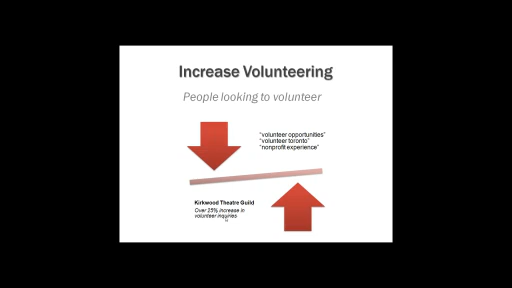 Increase Volunteering
People looking to volunteer
"volunteer opportunities"
"volunteer toronto"
"nonprofit experience"
Kirkwood Theatre Guild
Over 25% increase in
volunteer inquiries